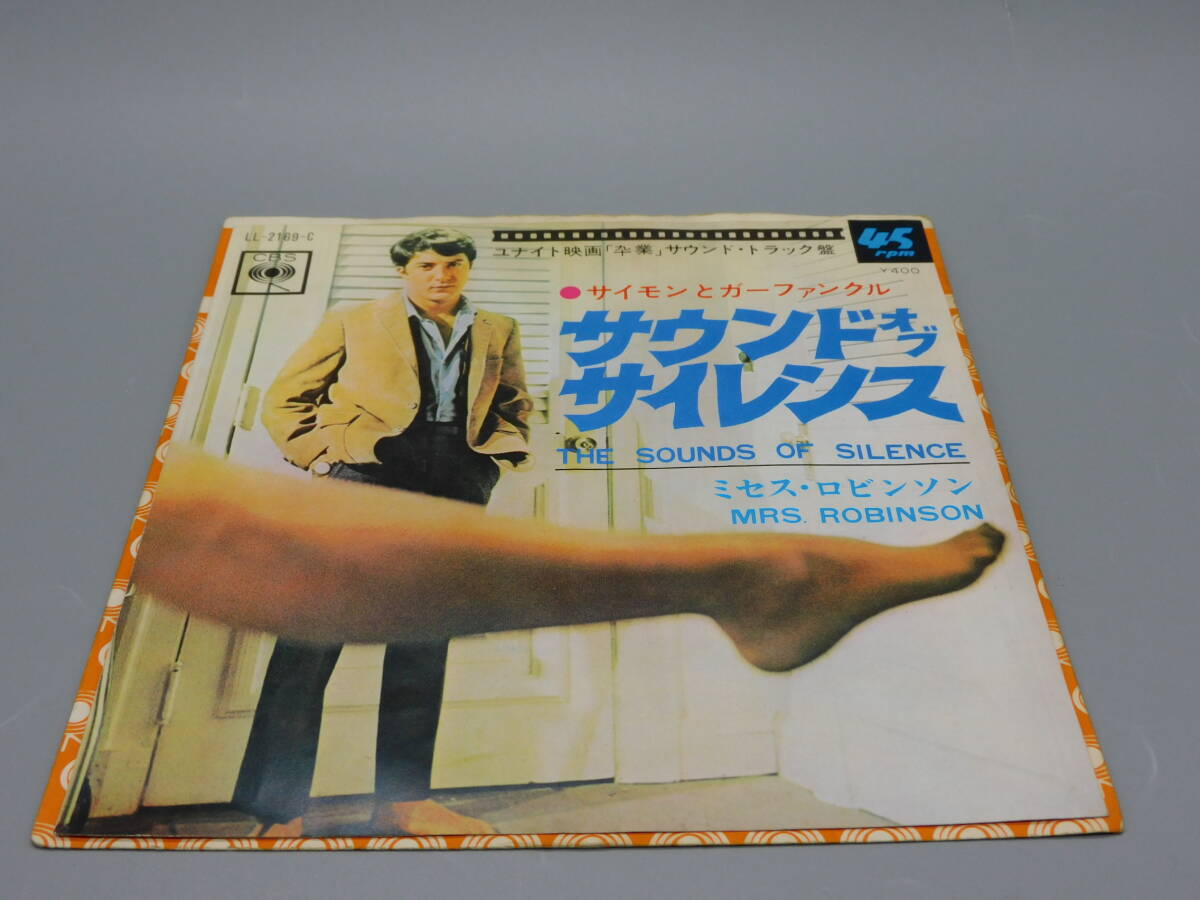 LL-2169-C
CBS
ユナイト映画「卒業」サウンド・トラック盤
45
rpm
¥400
●サイモンとガーファンクル
サウンドオブ
サイレンス
THE SOUNDS OF SILENCE
ミセス・ロビンソン
MRS. ROBINSON